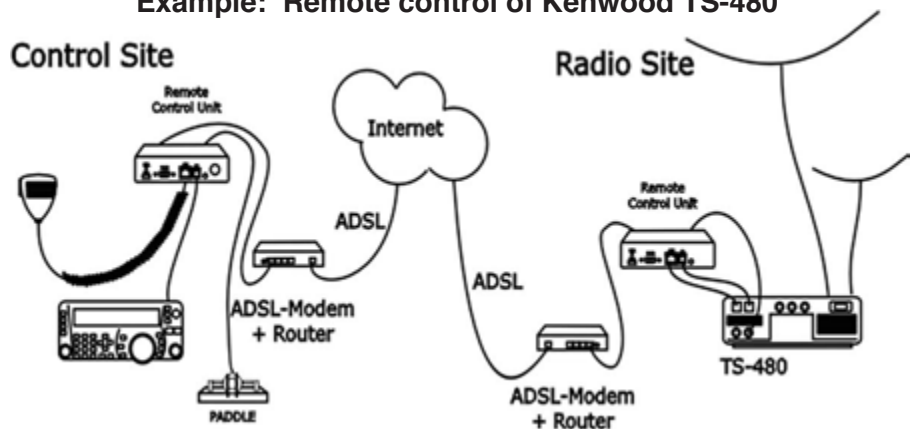 Example: Remote control of Kenwood TS-480
Control Site
Radio Site
Remote
Control Unit
Internet
ADSL
ADSL-Modem
+ Router
PADDLE
ADSL
Remote
Control Unit
ADSL-Modem
+ Router
TS-480